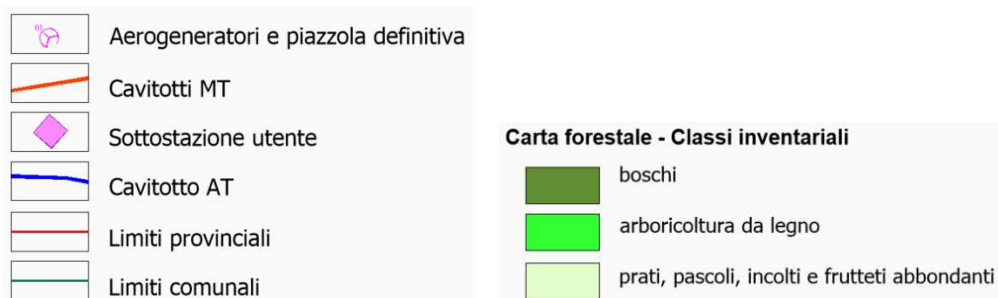 01
Aerogeneratori e piazzola definitiva
Cavitotti MT
Sottostazione utente
Cavitotto AT
Limiti provinciali
Limiti comunali
Carta forestale - Classi inventariali
boschi
arboricoltura da legno
prati, pascoli, incolti e frutteti abbondanti